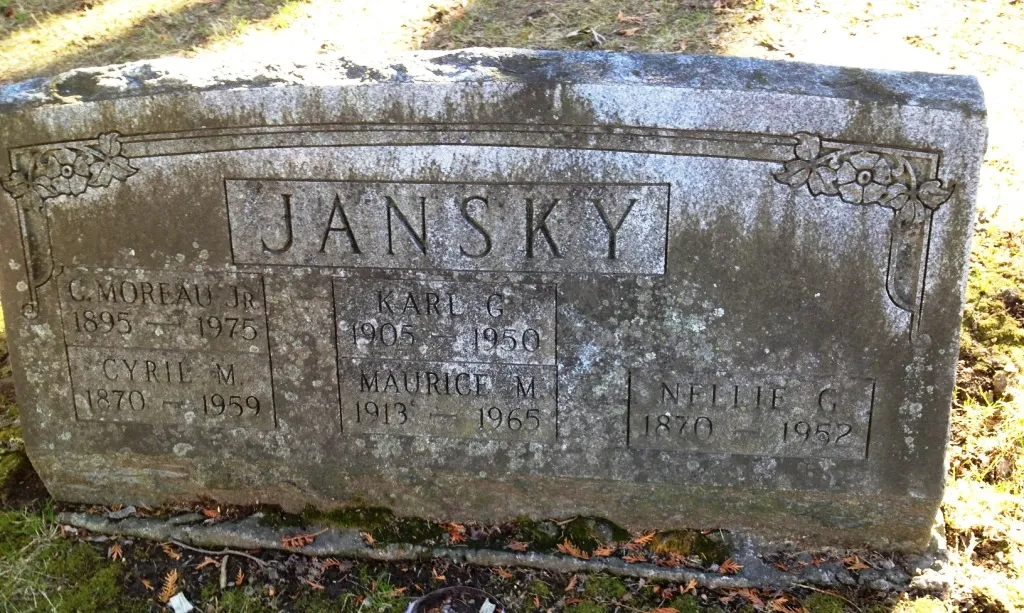 JANSKY
C. MOREAU JR
1895 — 1975
CYRIL M.
1870 — 1959
KARL G
1905 — 1950
MAURICE M
1913 — 1965
NELLIE G
1870 — 1952